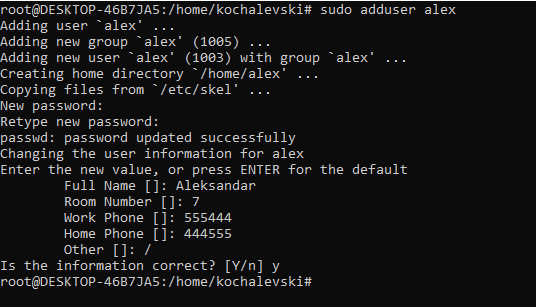 root@DESKTOP-46B7JA5:/home/kochalevski# sudo adduser alex
Adding user `alex' ...
Adding new group `alex' (1005) ...
Adding new user `alex' (1003) with group `alex' ...
Creating home directory `/home/alex' ...
Copying files from `/etc/skel' ...
New password:
Retype new password:
passwd: password updated successfully
Changing the user information for alex
Enter the new value, or press ENTER for the default
        Full Name []: Aleksandar
        Room Number []: 7
        Work Phone []: 555444
        Home Phone []: 444555
        Other []: /
Is the information correct? [Y/n] y
root@DESKTOP-46B7JA5:/home/kochalevski#